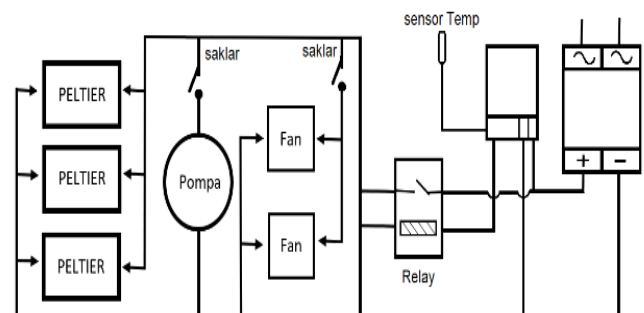 sensor Temp
saklar
saklar
PELTIER
Fan
PELTIER
Pompa
+ −
Fan
PELTIER
Relay